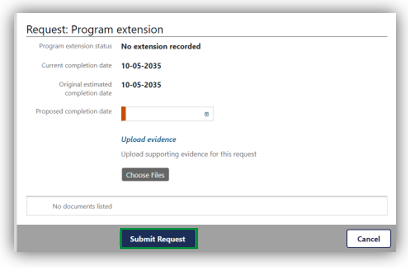 Request: Program extension
Program extension status No extension recorded
Current completion date 10-05-2035
Original estimated
completion date 10-05-2035
Proposed completion date
Upload evidence
Upload supporting evidence for this request
Choose Files
No documents listed
Submit Request Cancel